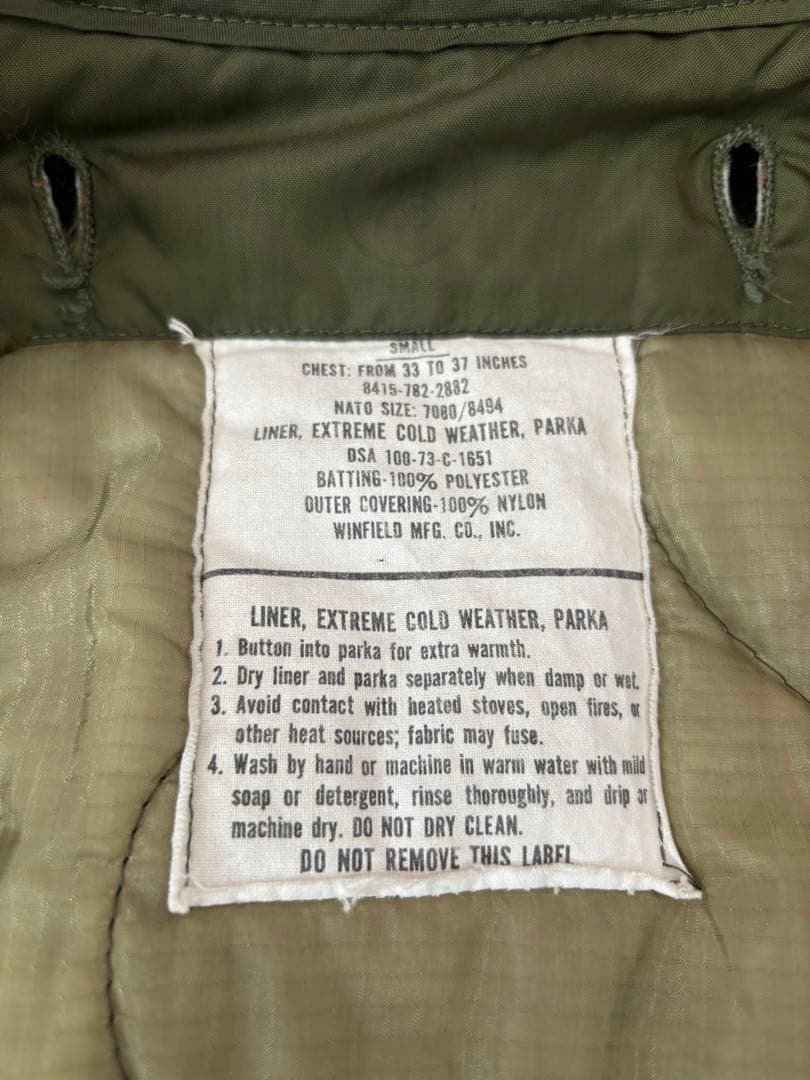 SMALL
CHEST: FROM 33 TO 37 INCHES
8415-782-2882
NATO SIZE: 7080/8494
LINER, EXTREME COLD WEATHER, PARKA
DSA 100-73-C-1651
BATTING-100% POLYESTER
OUTER COVERING-100% NYLON
WINFIELD MFG. CO., INC.
LINER, EXTREME COLD WEATHER, PARKA
1. Button into parka for extra warmth.
2. Dry liner and parka separately when damp or wet.
3. Avoid contact with heated stoves, open fires, or
other heat sources; fabric may fuse.
4. Wash by hand or machine in warm water with mild
soap or detergent, rinse thoroughly, and drip or
machine dry. DO NOT DRY CLEAN.
DO NOT REMOVE THIS LABEL